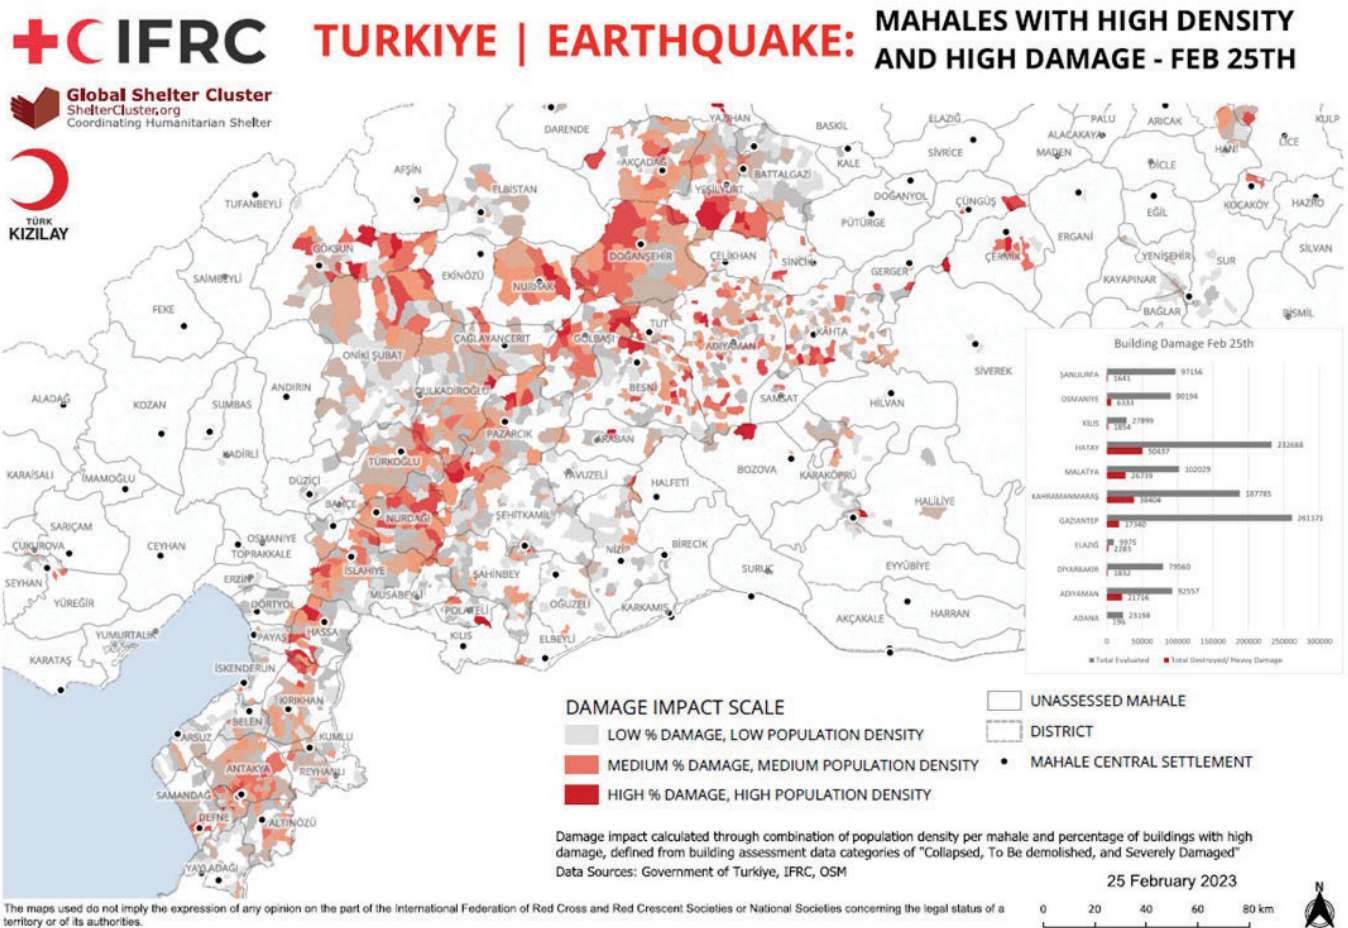 IFRC
TURKIYE | EARTHQUAKE:
MAHALES WITH HIGH DENSITY
AND HIGH DAMAGE - FEB 25TH
Global Shelter Cluster
ShelterCluster.org
Coordinating Humanitarian Shelter
TÜRK
KIZILAY
DARENDE
YAZIHAN
BASKİL
ELAZIĞ
PALU
ARICAK
KULP
ALACAKAYA
AFŞİN
AKÇADAĞ
KALE
SİVRİCE
MADEN
DİCLE
HANİ
LİCE
ELBİSTAN
YEŞİLYURT
BATTALGAZİ
DOĞANYOL
TUFANBEYLİ
PÜTÜRGE
ÇÜNGÜŞ
EĞİL
KOCAKÖY
HAZRO
GÖKSUN
DOĞANŞEHİR
ÇELİKHAN
SİNCİK
ERGANİ
SİLVAN
SAİMBEYLİ
EKİNÖZÜ
NURHAK
GERGER
ÇERMİK
YENİŞEHİR
SUR
KAYAPINAR
FEKE
BAĞLAR
BİSMİL
ÇAĞLAYANCERİT
GÖLBAŞI
TUT
ADIYAMAN
KAHTA
ONİKİ ŞUBAT
SİVEREK
ALADAĞ
KOZAN
SUMBAS
ANDIRIN
DULKADİROĞLU
BESNİ
SAMSAT
HİLVAN
KADİRLİ
PAZARCIK
ARABAN
TÜRKOĞLU
BOZOVA
KARAKÖPRÜ
KARAİSALI
İMAMOĞLU
DÜZİÇİ
YAVUZELİ
HALFETİ
HALİLİYE
BAHÇE
NURDAĞI
ŞEHİTKAMİL
SARIÇAM
ÇUKUROVA
CEYHAN
OSMANİYE
TOPRAKKALE
NİZİP
BİRECİK
SEYHAN
ERZİN
İSLAHİYE
ŞAHİNBEY
SURUÇ
EYYÜBİYE
YÜREĞİR
DÖRTYOL
MUSABEYLİ
POLATELİ
OĞUZELİ
KARKAMIŞ
AKÇAKALE
HARRAN
YUMURTALIK
PAYAS
HASSA
KİLİS
ELBEYLİ
KARATAŞ
İSKENDERUN
KIRIKHAN
BELEN
ARSUZ
KUMLU
ANTAKYA
REYHANLI
SAMANDAĞ
DEFNE
ALTINÖZÜ
YAYLADAĞI
Building Damage Feb 25th
ŞANLIURFA 97156
1641
OSMANİYE 90194
6333
KİLİS 27899
1854
HATAY 232688
50437
MALATYA 102029
26739
KAHRAMANMARAŞ 187785
38404
GAZİANTEP 261371
17340
ELAZIĞ 9975
2283
DİYARBAKIR 79560
1832
ADIYAMAN 92557
21716
ADANA 23198
196
0 50000 100000 150000 200000 250000 300000
Total Evaluated Total Destroyed/ Heavy Damage
DAMAGE IMPACT SCALE
LOW % DAMAGE, LOW POPULATION DENSITY
MEDIUM % DAMAGE, MEDIUM POPULATION DENSITY
HIGH % DAMAGE, HIGH POPULATION DENSITY
UNASSESSED MAHALE
DISTRICT
MAHALE CENTRAL SETTLEMENT
Damage impact calculated through combination of population density per mahale and percentage of buildings with high
damage, defined from building assessment data categories of "Collapsed, To Be demolished, and Severely Damaged"
Data Sources: Government of Turkiye, IFRC, OSM
25 February 2023
N
0 20 40 60 80 km
The maps used do not imply the expression of any opinion on the part of the International Federation of Red Cross and Red Crescent Societies or National Societies concerning the legal status of a
territory or of its authorities.